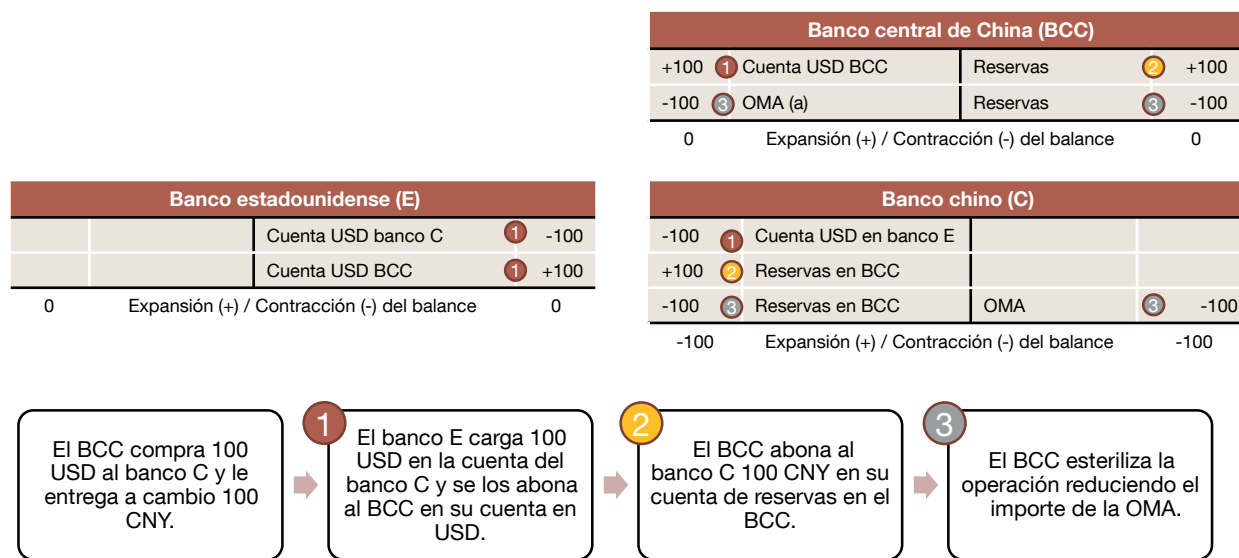 Banco central de China (BCC)
+100 1 Cuenta USD BCC Reservas 2 +100
-100 3 OMA (a) Reservas 3 -100
0 Expansión (+) / Contracción (-) del balance 0
Banco estadounidense (E)
Cuenta USD banco C 1 -100
Cuenta USD BCC 1 +100
0 Expansión (+) / Contracción (-) del balance 0
Banco chino (C)
-100 1 Cuenta USD en banco E
+100 2 Reservas en BCC
-100 3 Reservas en BCC OMA 3 -100
-100 Expansión (+) / Contracción (-) del balance -100
El BCC compra 100
USD al banco C y le
entrega a cambio 100
CNY.
1
El banco E carga 100
USD en la cuenta del
banco C y se los abona
al BCC en su cuenta en
USD.
2
El BCC abona al
banco C 100 CNY en su
cuenta de reservas en el
BCC.
3
El BCC esteriliza la
operación reduciendo el
importe de la OMA.